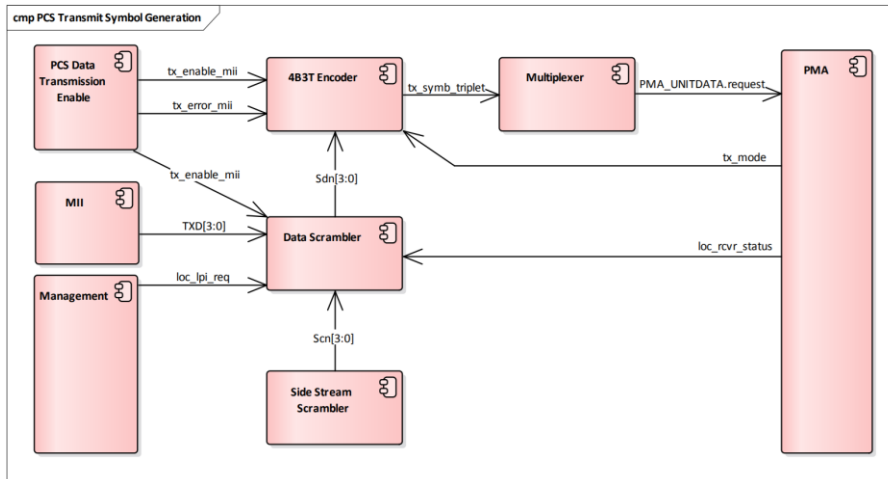 cmp PCS Transmit Symbol Generation
PCS Data
Transmission
Enable
tx_enable_mii
tx_error_mii
4B3T Encoder
tx_symb_triplet
Multiplexer
PMA_UNITDATA.request
PMA
tx_mode
tx_enable_mii
Sdn[3:0]
MII
TXD[3:0]
Data Scrambler
loc_rcvr_status
Management
loc_lpi_req
Scn[3:0]
Side Stream
Scrambler